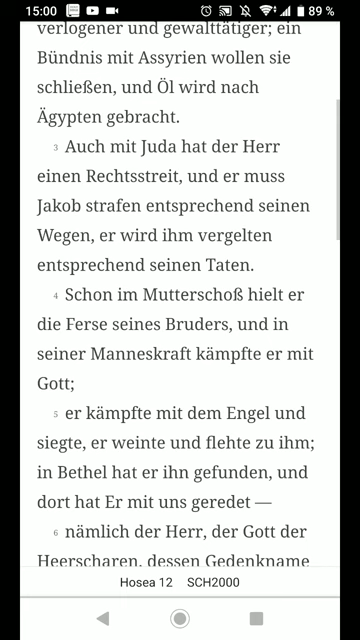 15:00
89 %
verlogener und gewalttätiger; ein
Bündnis mit Assyrien wollen sie
schließen, und Öl wird nach
Ägypten gebracht.
3 Auch mit Juda hat der Herr
einen Rechtsstreit, und er muss
Jakob strafen entsprechend seinen
Wegen, er wird ihm vergelten
entsprechend seinen Taten.
4 Schon im Mutterschoß hielt er
die Ferse seines Bruders, und in
seiner Manneskraft kämpfte er mit
Gott;
5 er kämpfte mit dem Engel und
siegte, er weinte und flehte zu ihm;
in Bethel hat er ihn gefunden, und
dort hat Er mit uns geredet —
6 nämlich der Herr, der Gott der
Heerscharen, dessen Gedenkname
Hosea 12 SCH2000